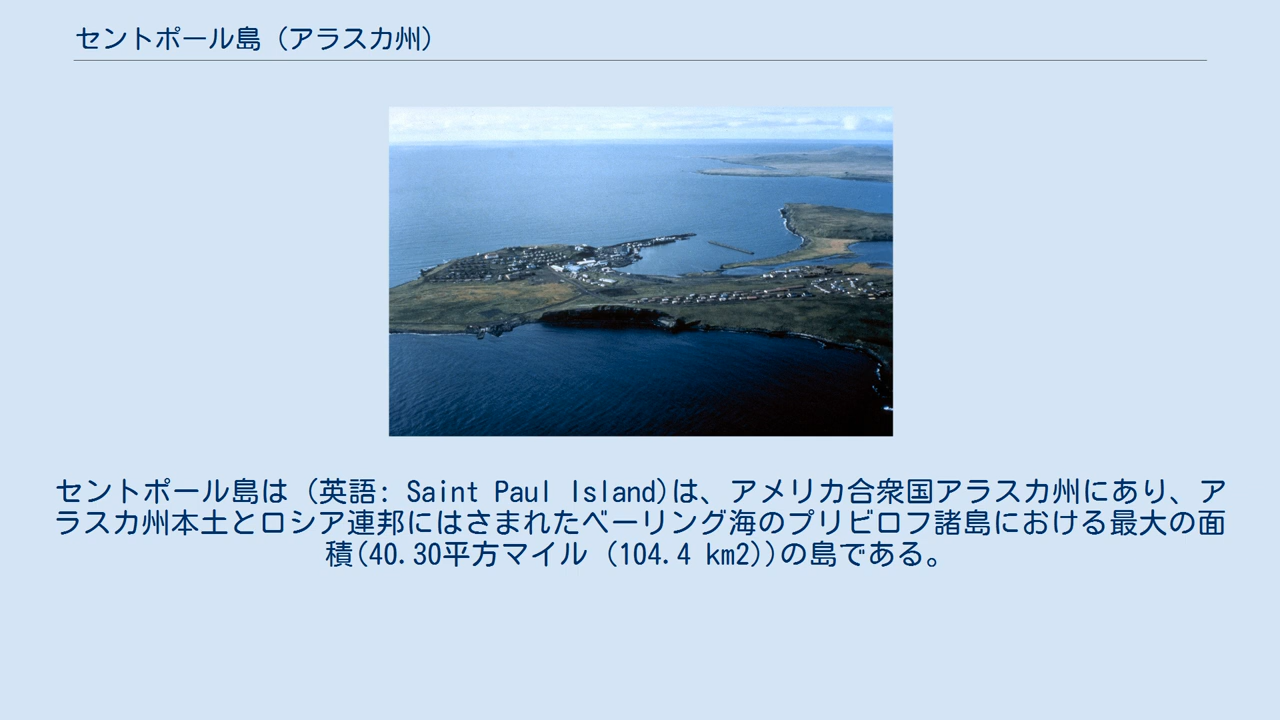 セントポール島（アラスカ州）
セントポール島は（英語: Saint Paul Island)は、アメリカ合衆国アラスカ州にあり、ア
ラスカ州本土とロシア連邦にはさまれたベーリング海のプリビロフ諸島における最大の面
積(40.30平方マイル（104.4 km2))の島である。